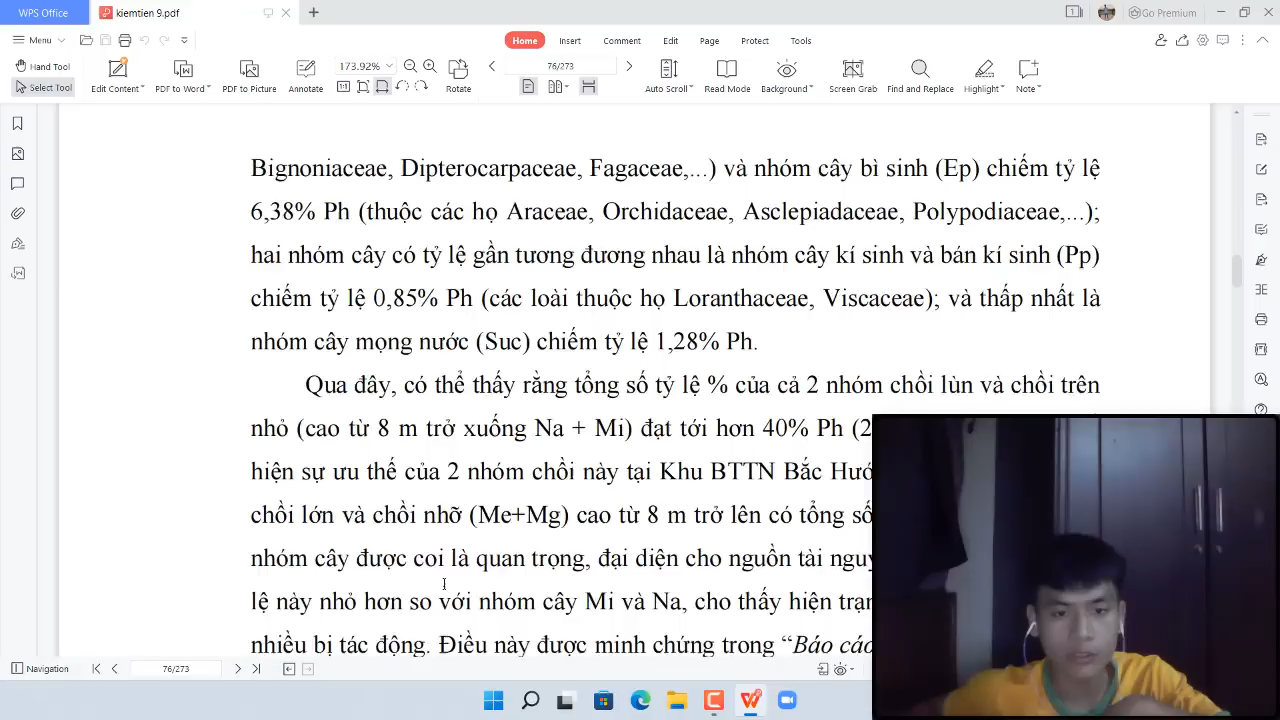 WPS Office
kiemtien 9.pdf
Go Premium
Menu
Home
Insert
Comment
Edit
Page
Protect
Tools
Hand Tool
Select Tool
Edit Content
PDF to Word
PDF to Picture
Annotate
173.92%
Rotate
76/273
Auto Scroll
Read Mode
Background
Screen Grab
Find and Replace
Highlight
Note
Bignoniaceae, Dipterocarpaceae, Fagaceae,...) và nhóm cây bì sinh (Ep) chiếm tỷ lệ
6,38% Ph (thuộc các họ Araceae, Orchidaceae, Asclepiadaceae, Polypodiaceae,...);
hai nhóm cây có tỷ lệ gần tương đương nhau là nhóm cây kí sinh và bán kí sinh (Pp)
chiếm tỷ lệ 0,85% Ph (các loài thuộc họ Loranthaceae, Viscaceae); và thấp nhất là
nhóm cây mọng nước (Suc) chiếm tỷ lệ 1,28% Ph.
Qua đây, có thể thấy rằng tổng số tỷ lệ % của cả 2 nhóm chồi lùn và chồi trên
nhỏ (cao từ 8 m trở xuống Na + Mi) đạt tới hơn 40% Ph (2
hiện sự ưu thế của 2 nhóm chồi này tại Khu BTTN Bắc Hướ
chồi lớn và chồi nhỡ (Me+Mg) cao từ 8 m trở lên có tổng số
nhóm cây được coi là quan trọng, đại diện cho nguồn tài nguy
lệ này nhỏ hơn so với nhóm cây Mi và Na, cho thấy hiện trạ
nhiều bị tác động. Điều này được minh chứng trong “Báo cáo
Navigation
76/273